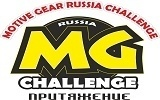 MOTIVE GEAR RUSSIA CHALLENGE
RUSSIA
MG
CHALLENGE
ПРИТЯЖЕНИЕ